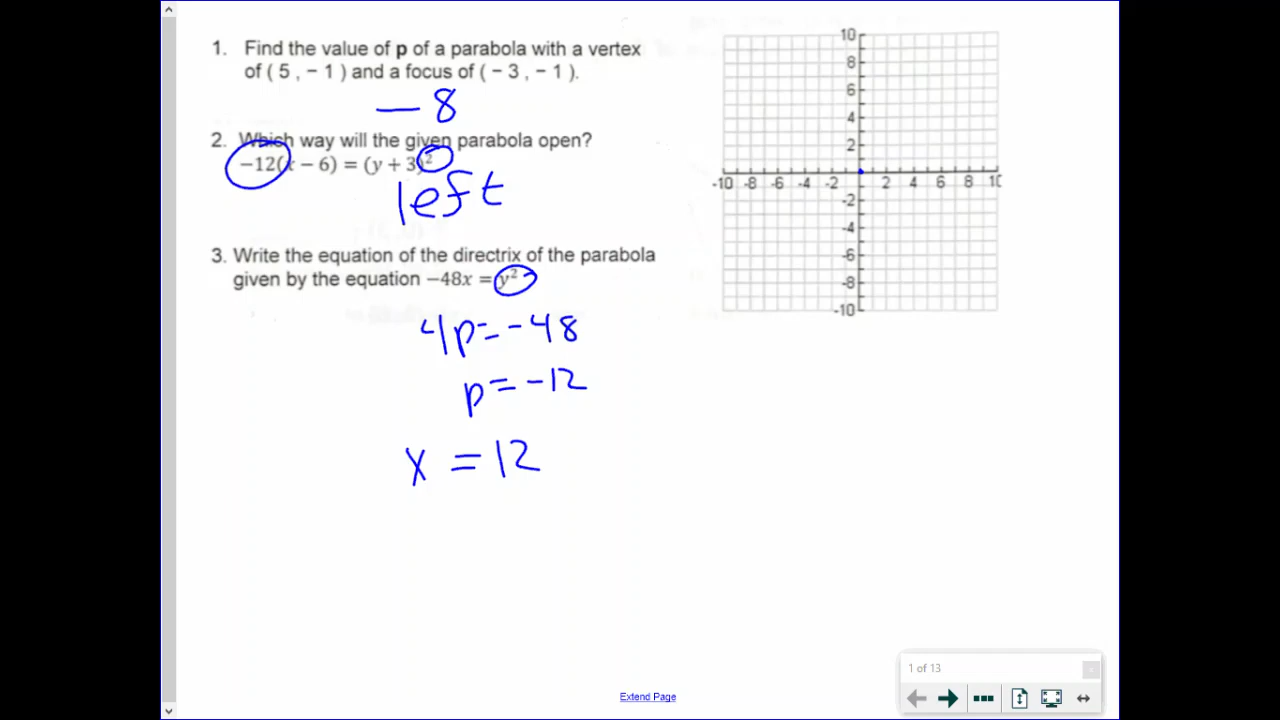 1. Find the value of p of a parabola with a vertex
of ( 5 , − 1 ) and a focus of ( − 3 , − 1 ).
— 8
2. Which way will the given parabola open?
−12(x − 6) = (y + 3)²
left
3. Write the equation of the directrix of the parabola
given by the equation −48x = y²
4p = -48
p = -12
x = 12
10
8
6
4
2
-10 -8 -6 -4 -2 2 4 6 8 10
-2
-4
-6
-8
-10
1 of 13
Extend Page